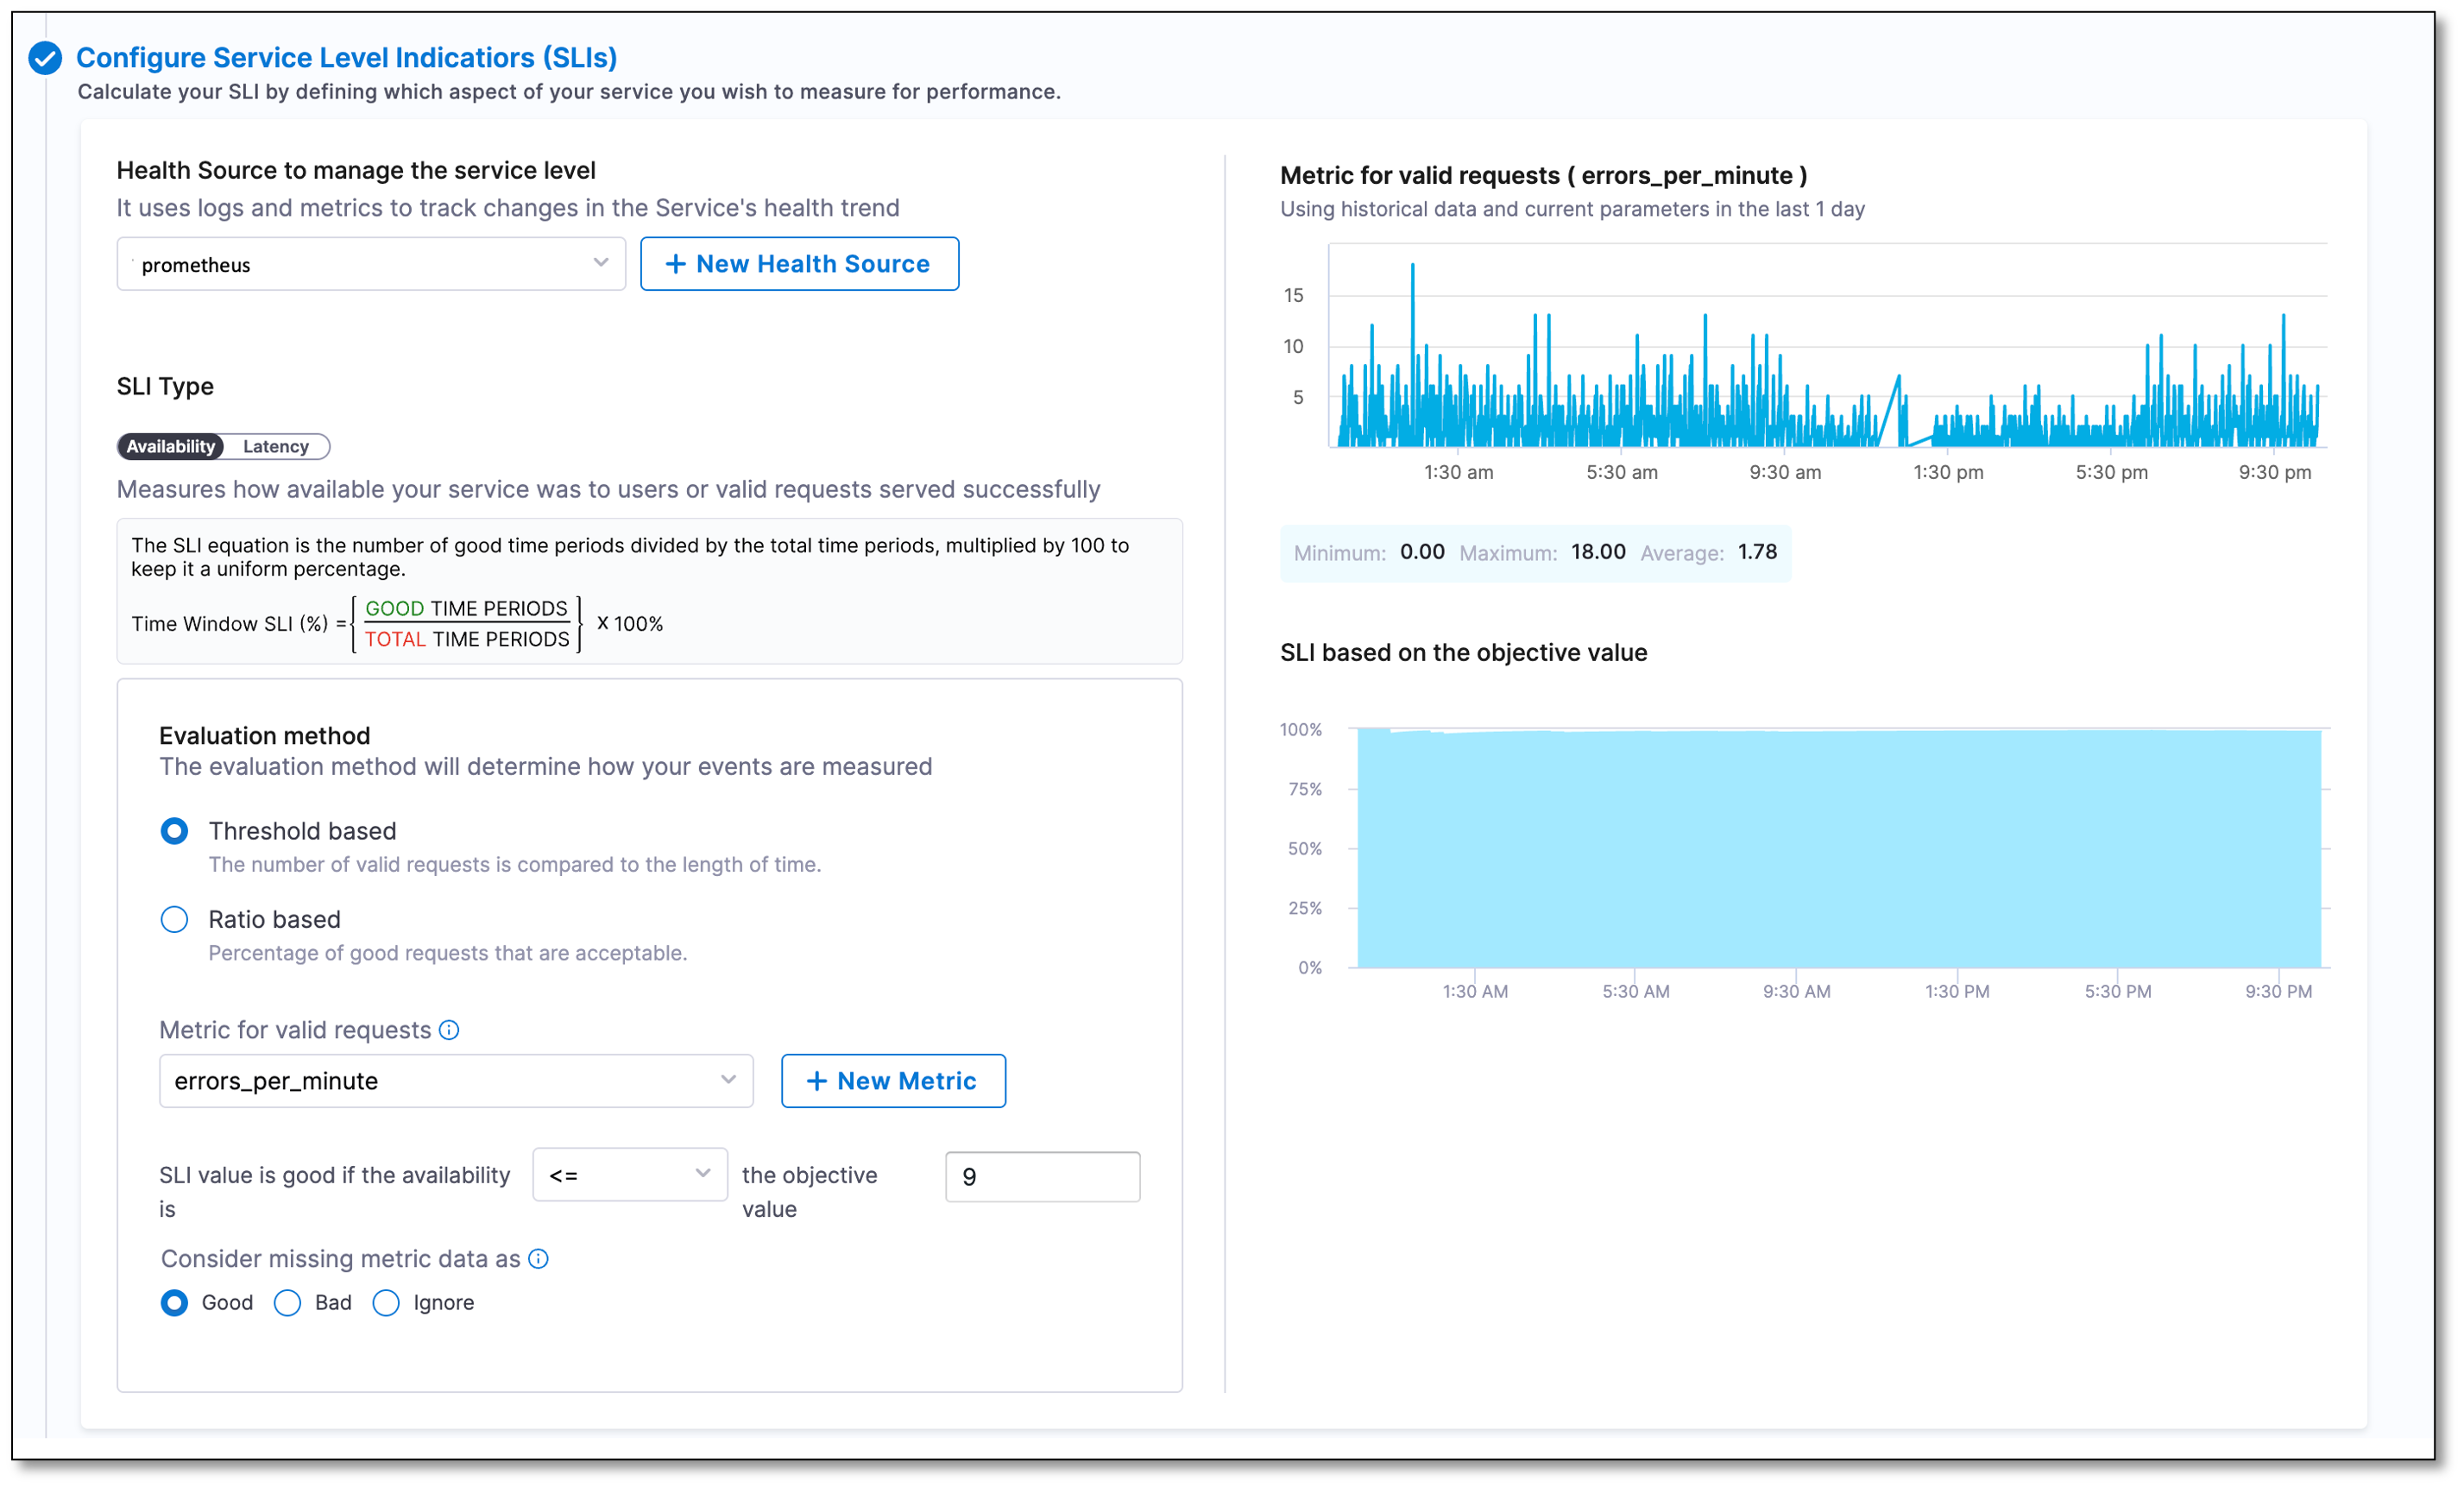 Configure Service Level Indicatiors (SLIs)
Calculate your SLI by defining which aspect of your service you wish to measure for performance.
Health Source to manage the service level
It uses logs and metrics to track changes in the Service's health trend
prometheus
+ New Health Source
SLI Type
Availability Latency
Measures how available your service was to users or valid requests served successfully
The SLI equation is the number of good time periods divided by the total time periods, multiplied by 100 to
keep it a uniform percentage.
GOOD TIME PERIODS
Time Window SLI (%) = X 100%
TOTAL TIME PERIODS
Evaluation method
The evaluation method will determine how your events are measured
Threshold based
The number of valid requests is compared to the length of time.
Ratio based
Percentage of good requests that are acceptable.
Metric for valid requests
errors_per_minute
+ New Metric
SLI value is good if the availability
is
<=
the objective
value
9
Consider missing metric data as
Good Bad Ignore
Metric for valid requests ( errors_per_minute )
Using historical data and current parameters in the last 1 day
15
10
5
1:30 am 5:30 am 9:30 am 1:30 pm 5:30 pm 9:30 pm
Minimum: 0.00 Maximum: 18.00 Average: 1.78
SLI based on the objective value
100%
75%
50%
25%
0%
1:30 AM 5:30 AM 9:30 AM 1:30 PM 5:30 PM 9:30 PM